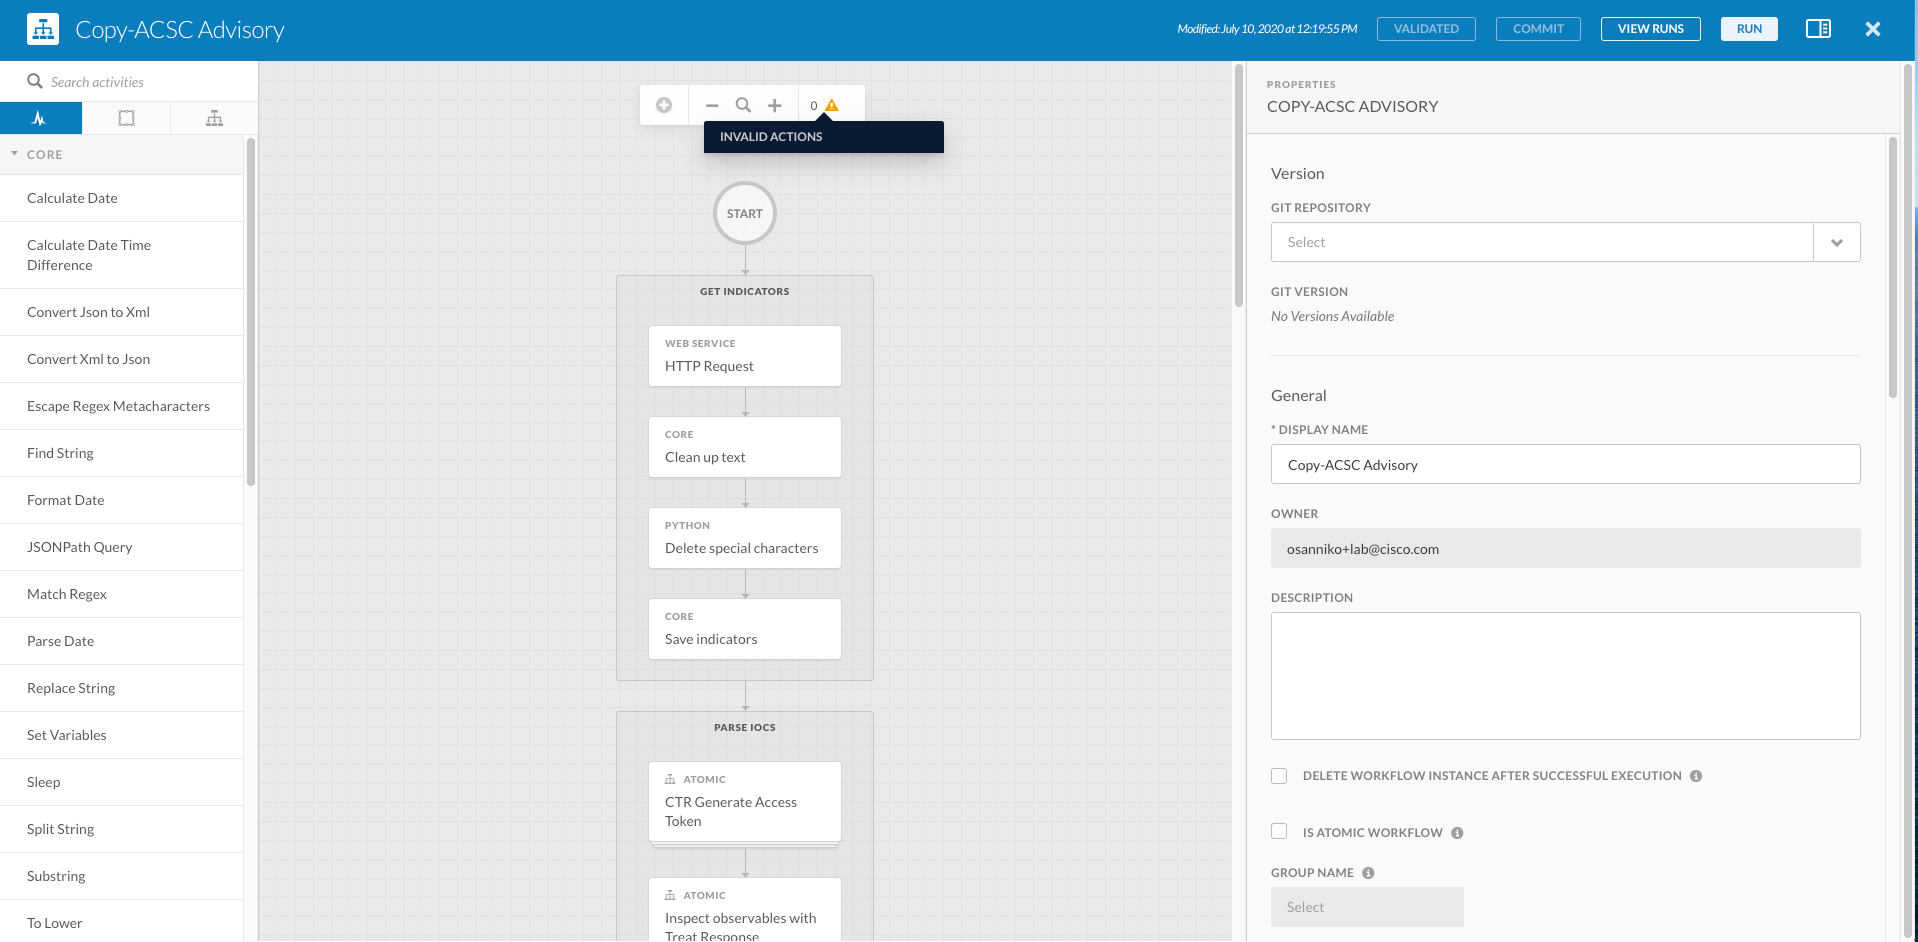 Copy-ACSC Advisory
Modified: July 10, 2020 at 12:19:55 PM
VALIDATED
COMMIT
VIEW RUNS
RUN
Search activities
CORE
Calculate Date
Calculate Date Time
Difference
Convert Json to Xml
Convert Xml to Json
Escape Regex Metacharacters
Find String
Format Date
JSONPath Query
Match Regex
Parse Date
Replace String
Set Variables
Sleep
Split String
Substring
To Lower
0
INVALID ACTIONS
START
GET INDICATORS
WEB SERVICE
HTTP Request
CORE
Clean up text
PYTHON
Delete special characters
CORE
Save indicators
PARSE IOCS
ATOMIC
CTR Generate Access
Token
ATOMIC
Inspect observables with
Treat Response
PROPERTIES
COPY-ACSC ADVISORY
Version
GIT REPOSITORY
Select
GIT VERSION
No Versions Available
General
* DISPLAY NAME
Copy-ACSC Advisory
OWNER
osanniko+lab@cisco.com
DESCRIPTION
DELETE WORKFLOW INSTANCE AFTER SUCCESSFUL EXECUTION
IS ATOMIC WORKFLOW
GROUP NAME
Select